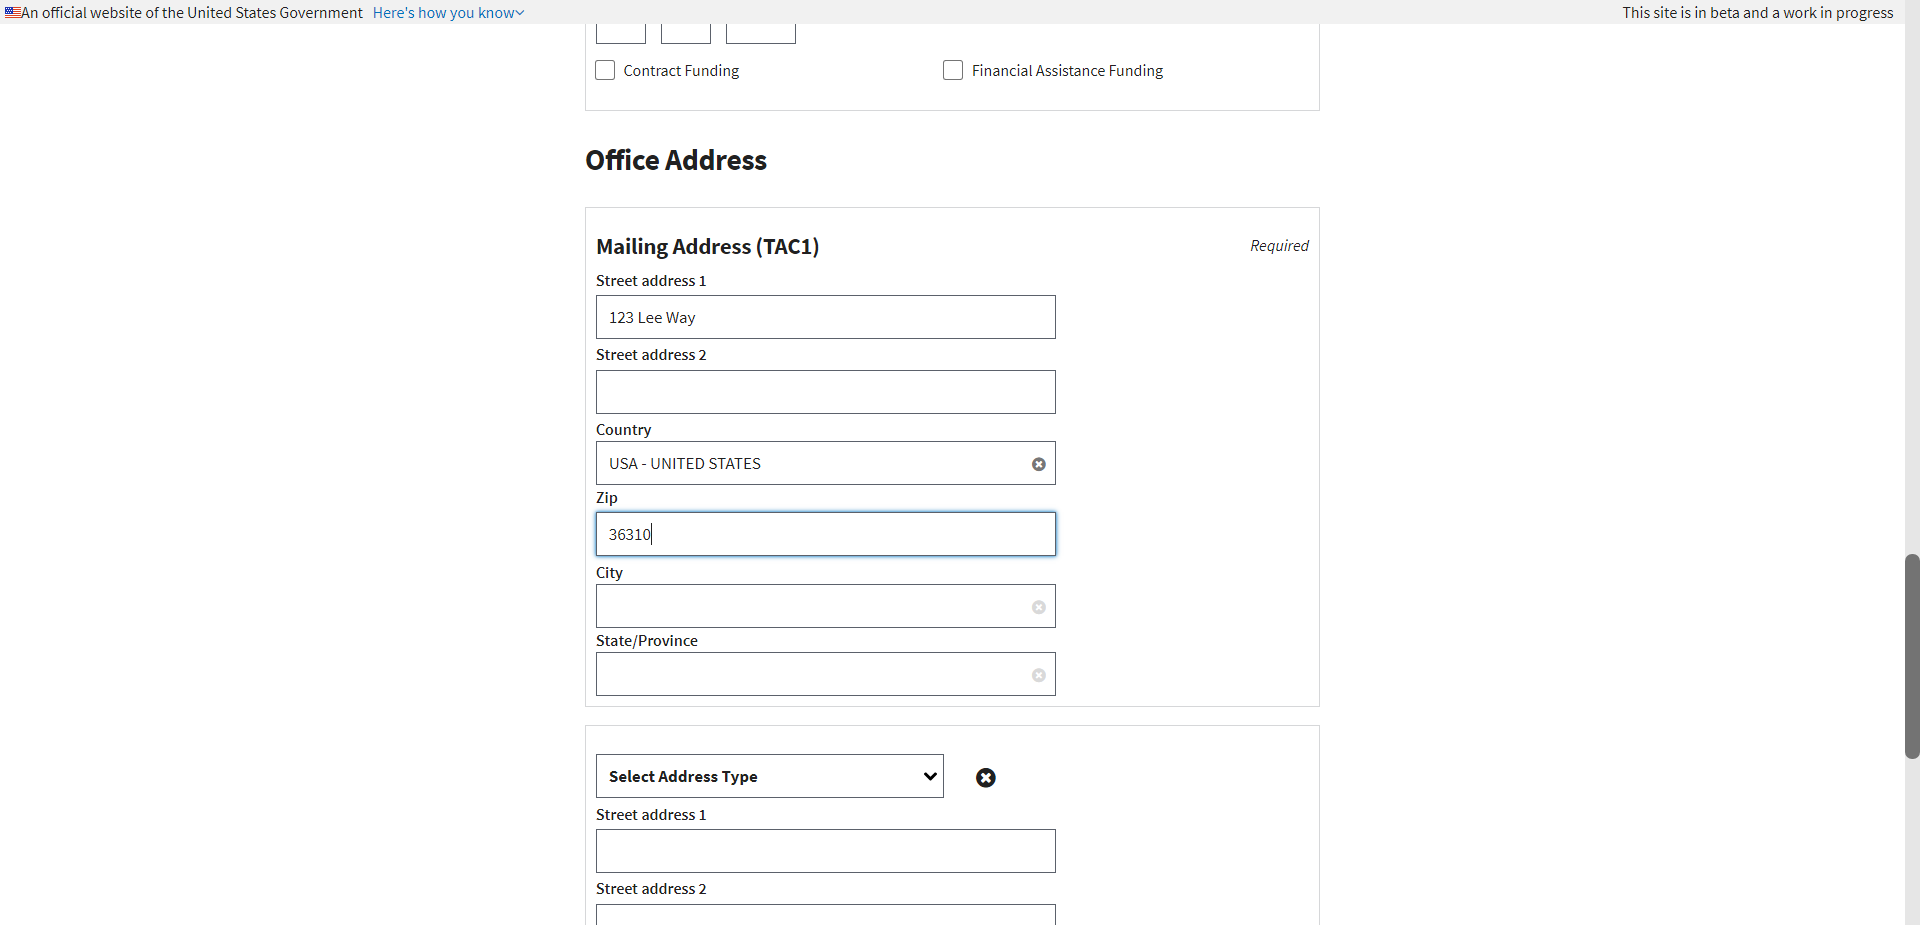 An official website of the United States Government Here's how you know
This site is in beta and a work in progress
Contract Funding
Financial Assistance Funding
Office Address
Mailing Address (TAC1)
Required
Street address 1
123 Lee Way
Street address 2
Country
USA - UNITED STATES
Zip
36310
City
State/Province
Select Address Type
Street address 1
Street address 2